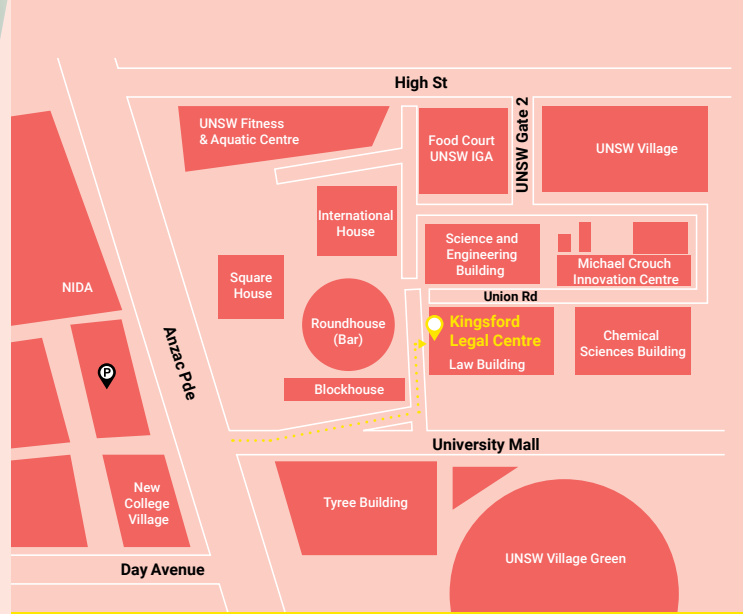 High St
UNSW Fitness
& Aquatic Centre
Food Court
UNSW IGA
UNSW Gate 2
UNSW Village
International
House
Science and
Engineering
Building
Michael Crouch
Innovation Centre
Square
House
NIDA
Union Rd
Roundhouse
(Bar)
Kingsford
Legal Centre
Law Building
Chemical
Sciences Building
Anzac Pde
P
Blockhouse
University Mall
New
College
Village
Tyree Building
UNSW Village Green
Day Avenue